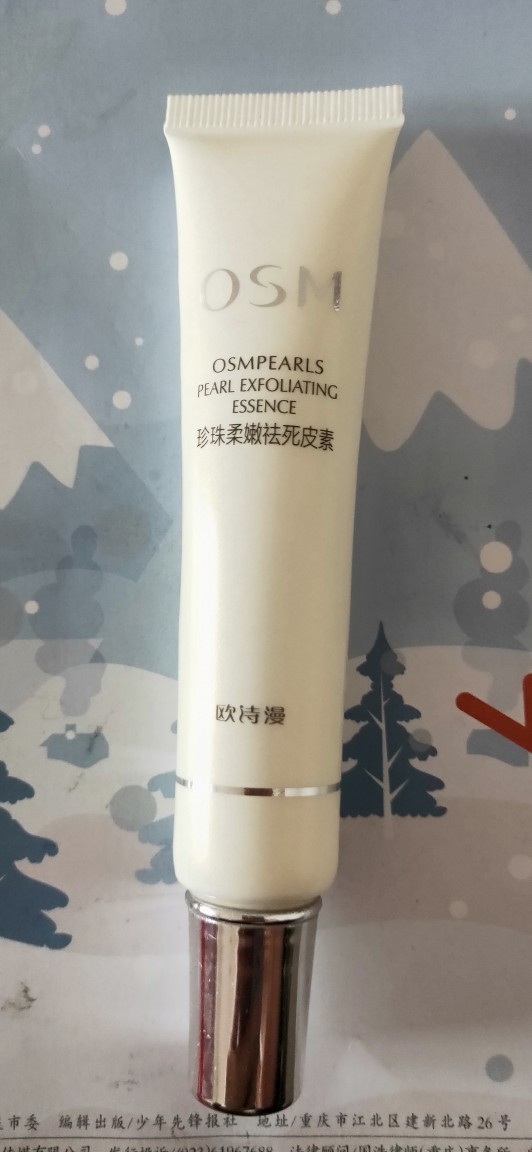 OSM
OSMPEARLS
PEARL EXFOLIATING
ESSENCE
珍珠柔嫩祛死皮素
欧诗漫
市委 编辑出版/少年先锋报社 地址/重庆市江北区建新北路26号